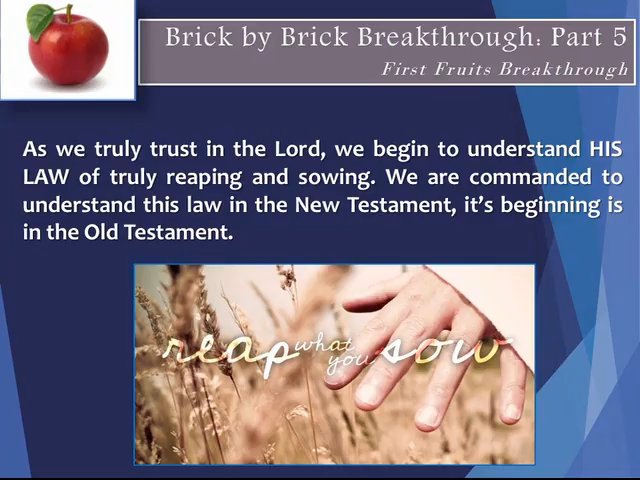 Brick by Brick Breakthrough: Part 5
First Fruits Breakthrough
As we truly trust in the Lord, we begin to understand HIS
LAW of truly reaping and sowing. We are commanded to
understand this law in the New Testament, it's beginning is
in the Old Testament.
reap what you sow